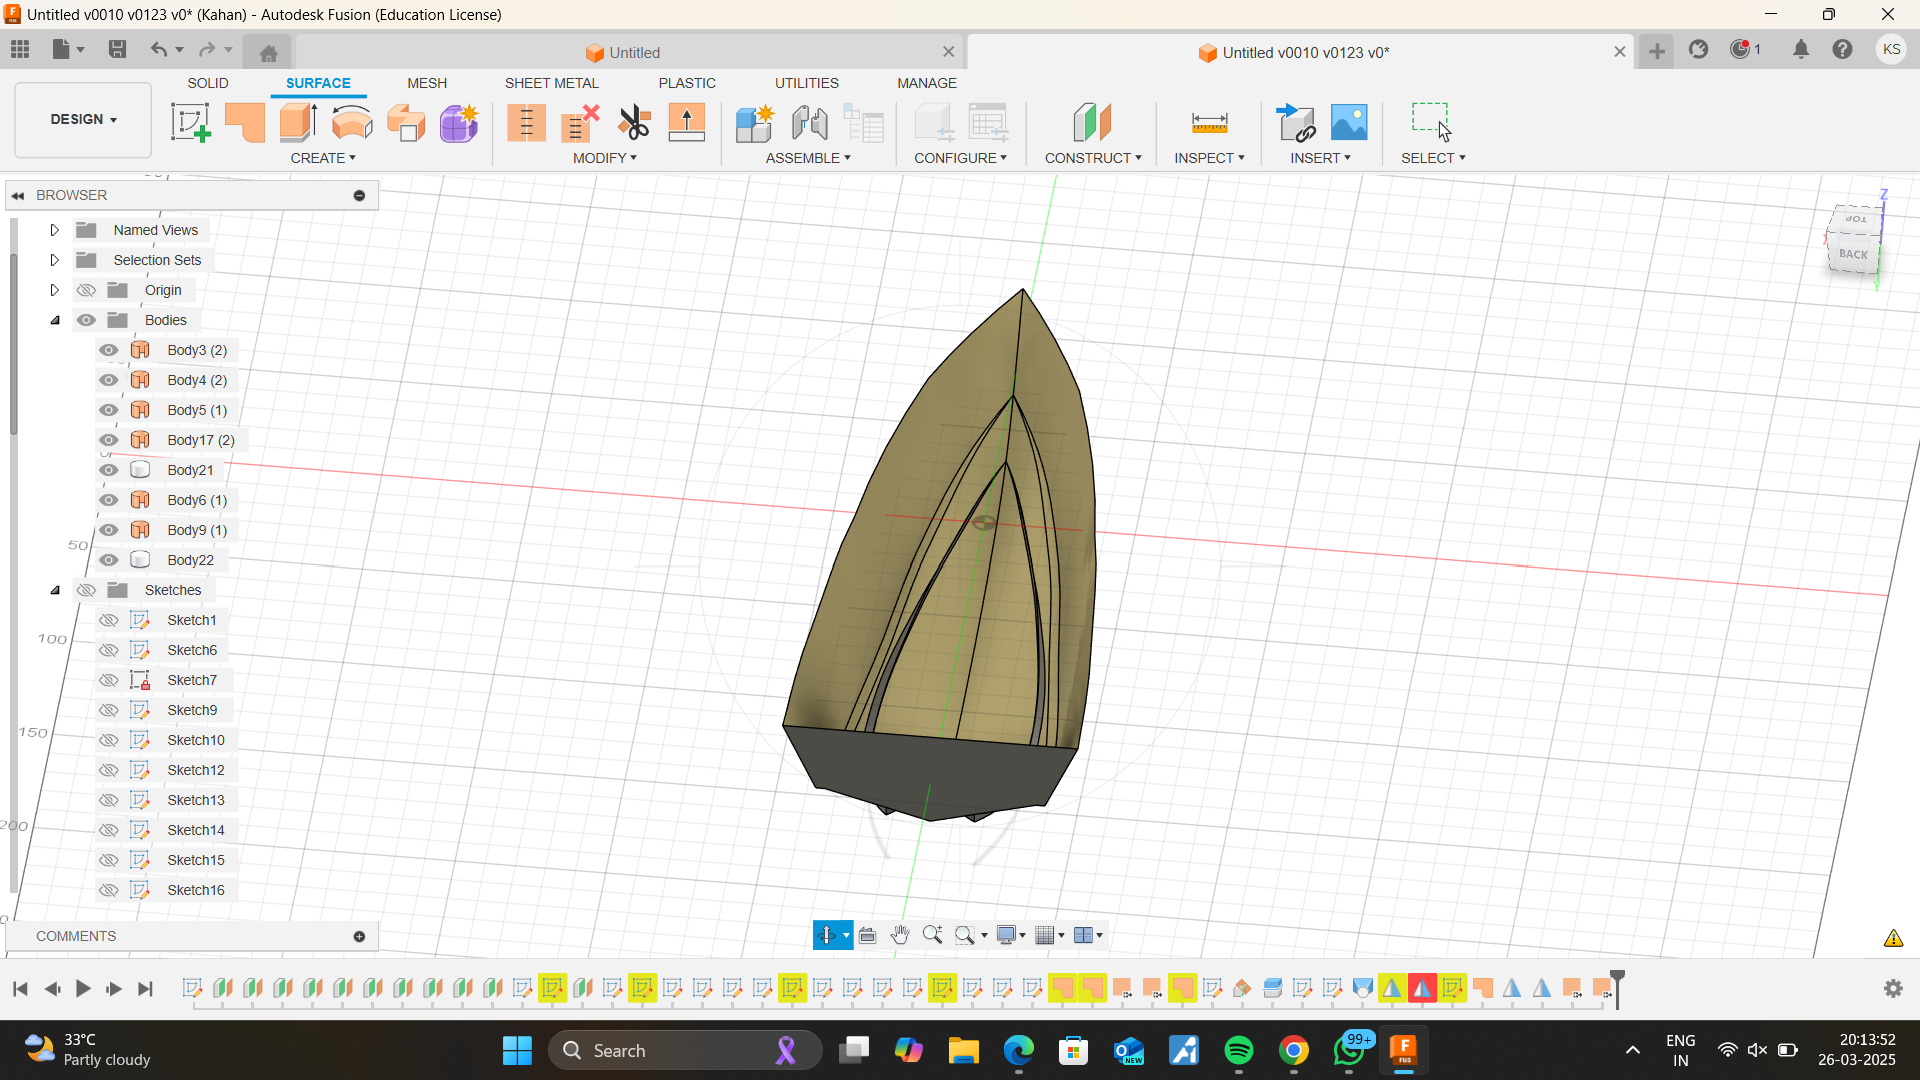 Untitled v0010 v0123 v0* (Kahan) - Autodesk Fusion (Education License)
Untitled
Untitled v0010 v0123 v0*
1
KS
DESIGN
SOLID
SURFACE
MESH
SHEET METAL
PLASTIC
UTILITIES
MANAGE
CREATE
MODIFY
ASSEMBLE
CONFIGURE
CONSTRUCT
INSPECT
INSERT
SELECT
BROWSER
Named Views
Selection Sets
Origin
Bodies
Body3 (2)
Body4 (2)
Body5 (1)
Body17 (2)
Body21
Body6 (1)
Body9 (1)
Body22
Sketches
Sketch1
Sketch6
Sketch7
Sketch9
Sketch10
Sketch12
Sketch13
Sketch14
Sketch15
Sketch16
50
100
150
200
Z
TOP
BACK
X
Y
COMMENTS
33°C
Partly cloudy
Search
NEW
99+
F
FUS
ENG
IN
20:13:52
26-03-2025